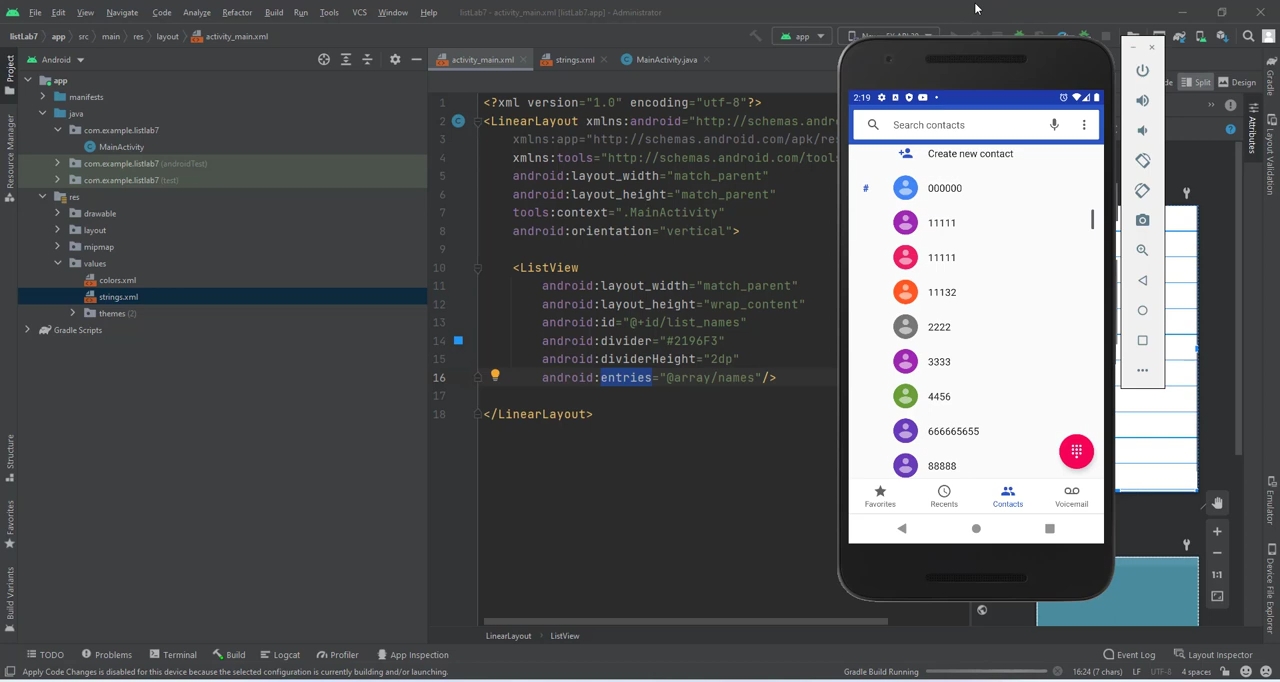 File Edit View Navigate Code Analyze Refactor Build Run Tools VCS Window Help listLab7 - activity_main.xml [listLab7.app] - Administrator
listLab7 app src main res layout activity_main.xml app
Android activity_main.xml strings.xml MainActivity.java
Split Design
Project
Resource Manager
Structure
Favorites
Build Variants
app
manifests
java
com.example.listlab7
MainActivity
com.example.listlab7 (androidTest)
com.example.listlab7 (test)
res
drawable
layout
mipmap
values
colors.xml
strings.xml
themes (2)
Gradle Scripts
1 <?xml version="1.0" encoding="utf-8"?>
2 <LinearLayout xmlns:android="http://schemas.andro
3 xmlns:app="http://schemas.android.com/apk/res
4 xmlns:tools="http://schemas.android.com/tools
5 android:layout_width="match_parent"
6 android:layout_height="match_parent"
7 tools:context=".MainActivity"
8 android:orientation="vertical">
9
10 <ListView
11 android:layout_width="match_parent"
12 android:layout_height="wrap_content"
13 android:id="@+id/list_names"
14 android:divider="#2196F3"
15 android:dividerHeight="2dp"
16 android:entries="@array/names"/>
17
18 </LinearLayout>
2:19
Search contacts
Create new contact
# 000000
11111
11111
11132
2222
3333
4456
666665655
88888
Favorites Recents Contacts Voicemail
Gradle
Attributes
Layout Validation
Emulator
Device File Explorer
1:1
LinearLayout ListView
TODO Problems Terminal Build Logcat Profiler App Inspection Event Log Layout Inspector
Apply Code Changes is disabled for this device because the selected configuration is currently building and/or launching. Gradle Build Running 16:24 (7 chars) LF UTF-8 4 spaces